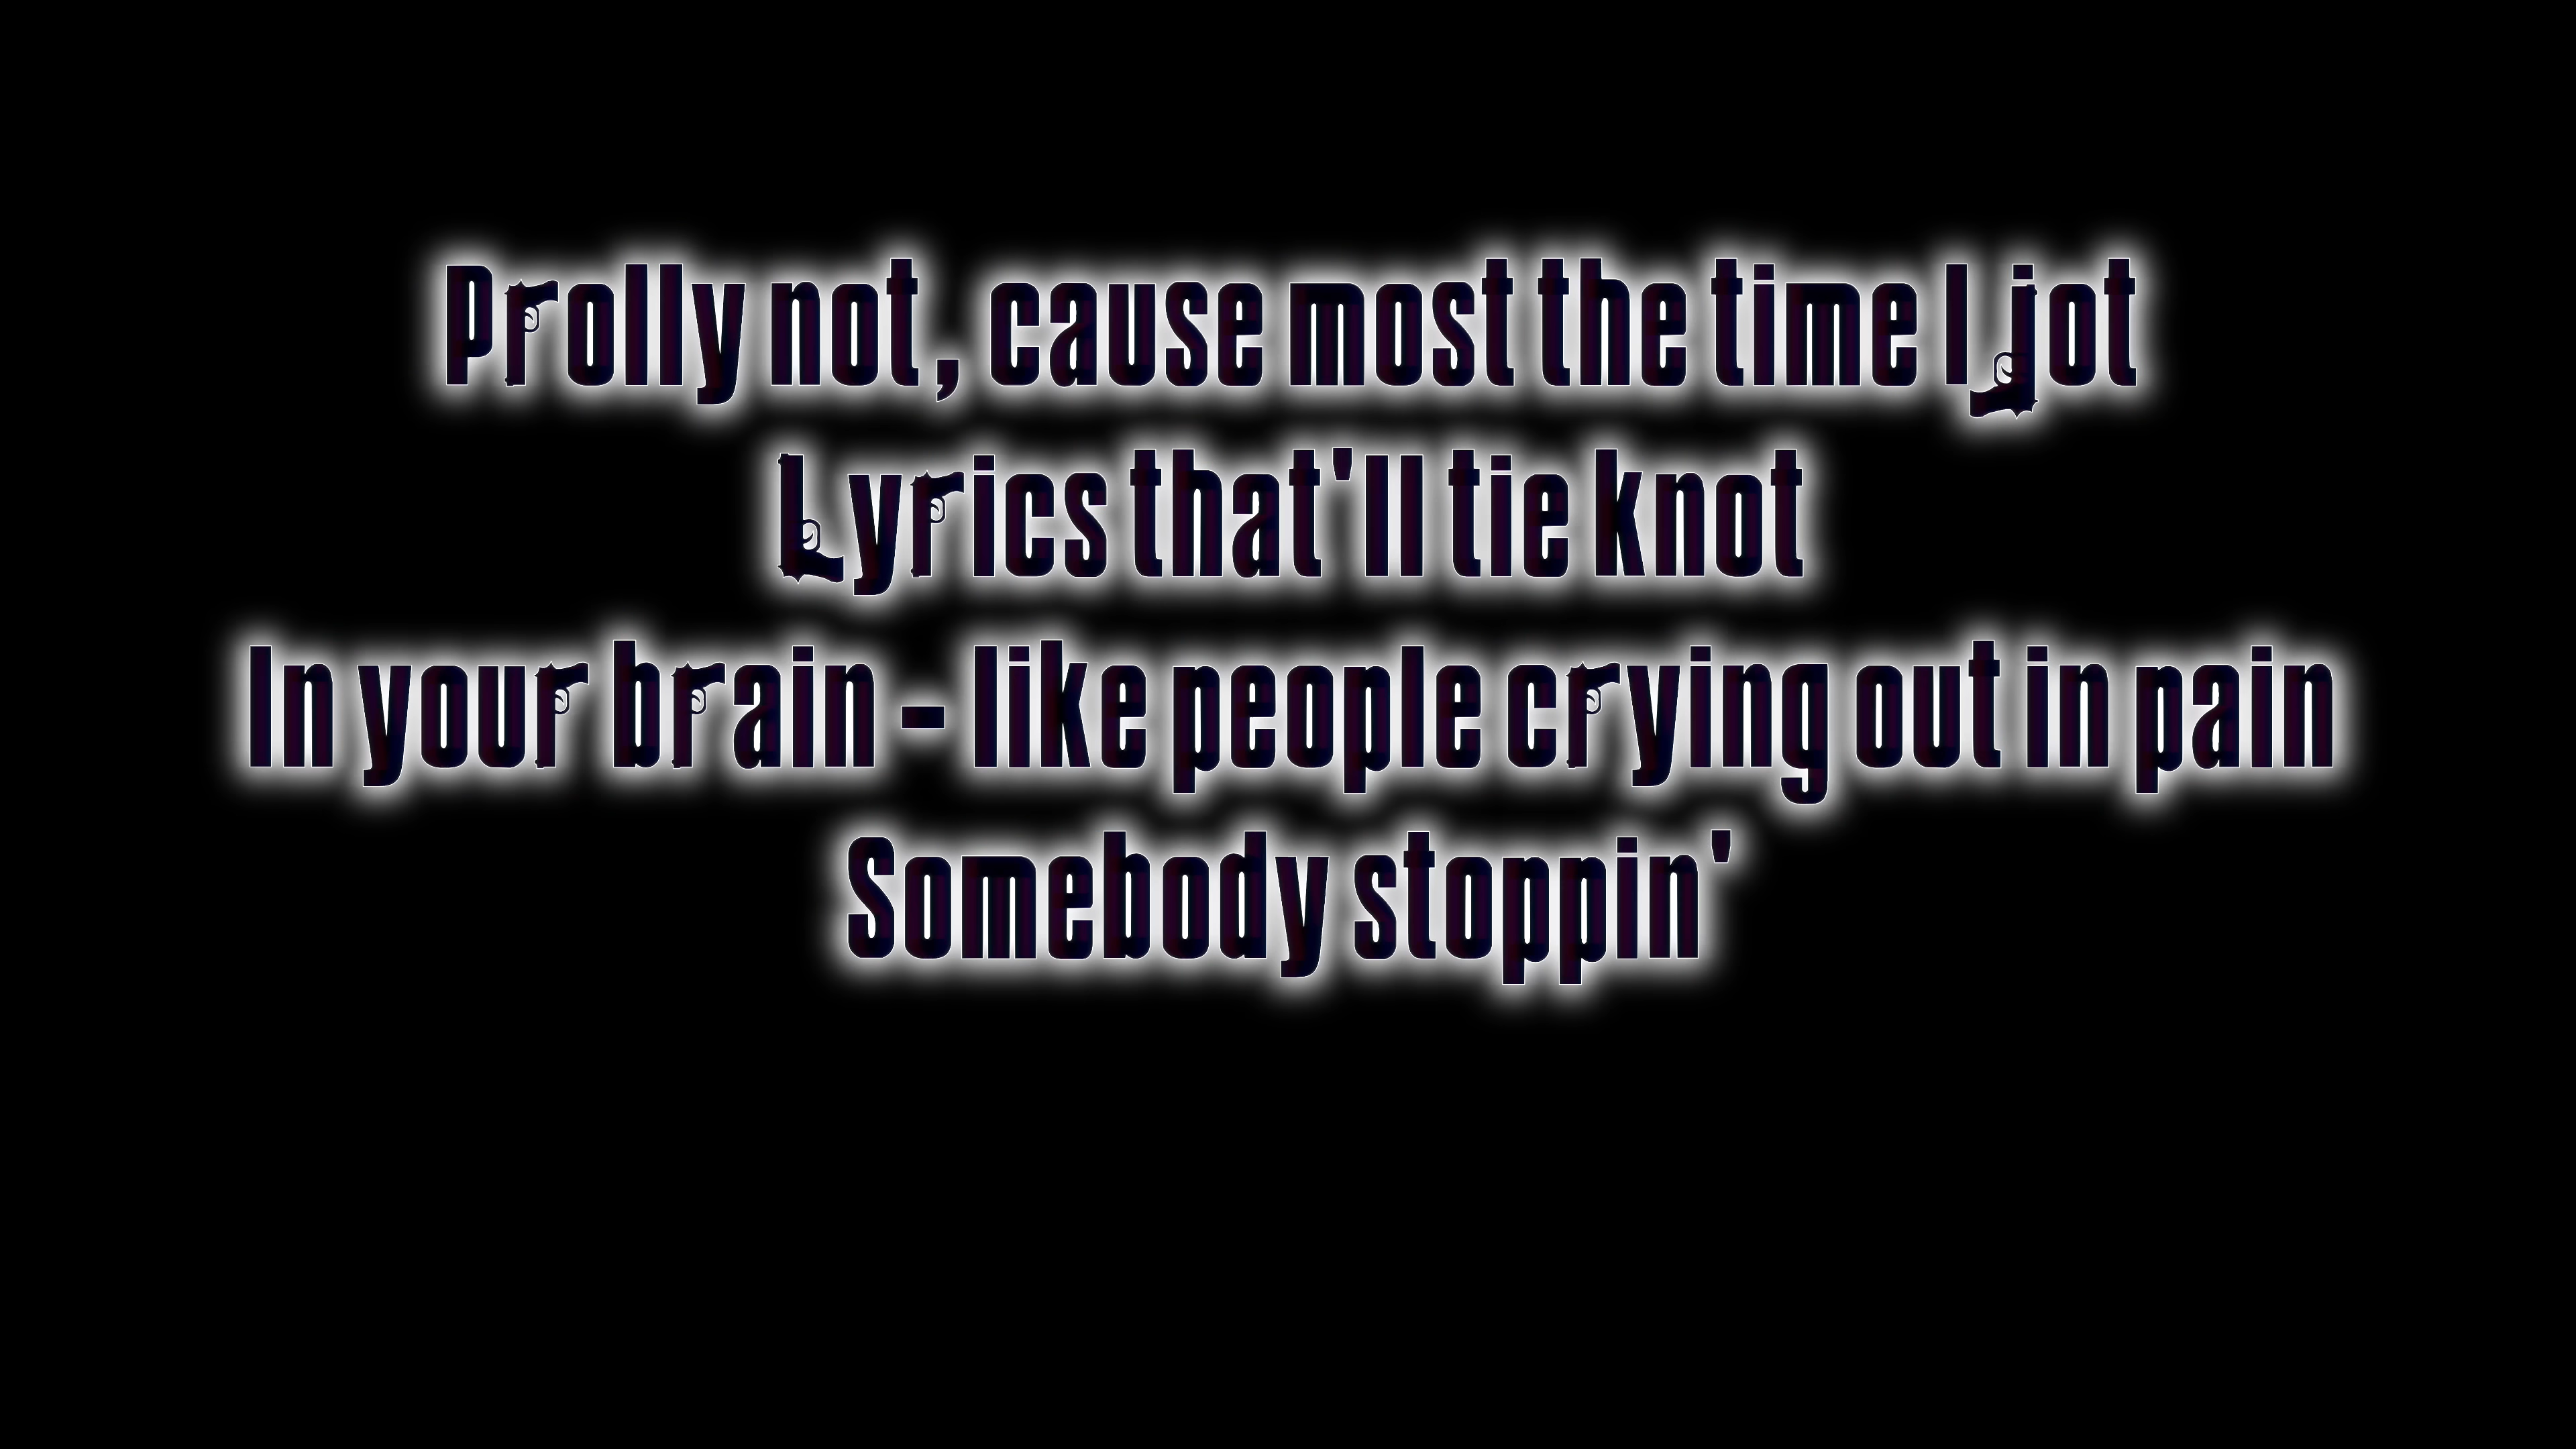 Prolly not, cause most the time I jot
Lyrics that'll tie knot
In your brain - like people crying out in pain
Somebody stoppin'